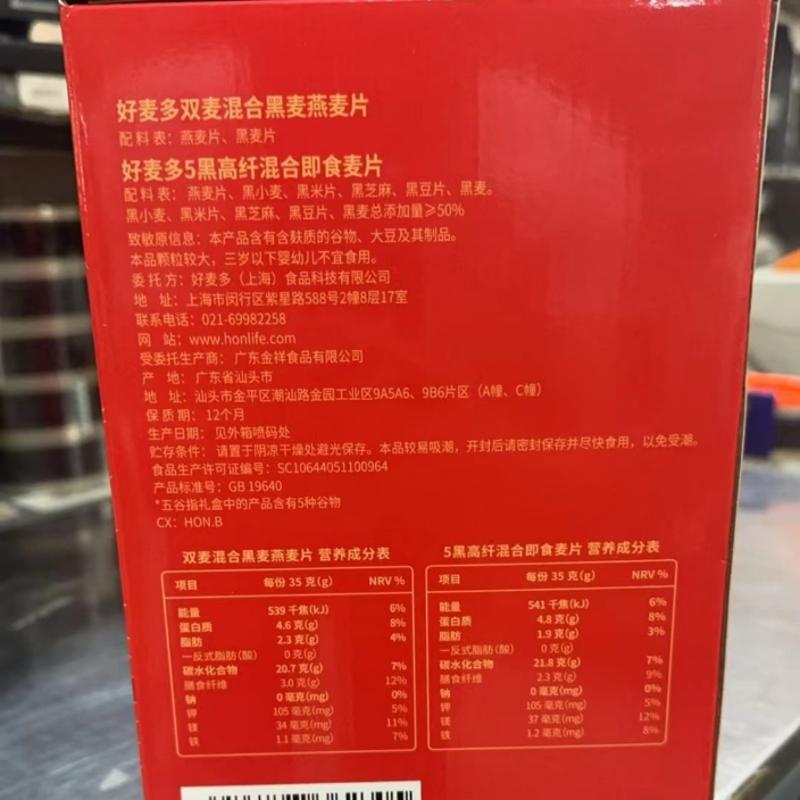 好麦多双麦混合黑麦燕麦片
配料表：燕麦片、黑麦片
好麦多5黑高纤混合即食麦片
配料表：燕麦片、黑小麦、黑米片、黑芝麻、黑豆片、黑麦。
黑小麦、黑米片、黑芝麻、黑豆片、黑麦总添加量≥50%
致敏原信息：本产品含有含麸质的谷物、大豆及其制品。
本品颗粒较大，三岁以下婴幼儿不宜食用。
委托方：好麦多（上海）食品科技有限公司
地 址：上海市闵行区紫星路588号2幢8层17室
联系电话：021-69982258
网 站：www.honlife.com
受委托生产商：广东金祥食品有限公司
产 地：广东省汕头市
地 址：汕头市金平区潮汕路金园工业区9A5A6、9B6片区（A幢、C幢）
保质期：12个月
生产日期：见外箱喷码处
贮存条件：请置于阴凉干燥处避光保存。本品较易吸潮，开封后请密封保存并尽快食用，以免受潮。
食品生产许可证编号：SC10644051100964
产品标准号：GB 19640
*五谷指礼盒中的产品含有5种谷物
CX：HON.B
双麦混合黑麦燕麦片 营养成分表
项目 每份 35 克(g) NRV %
能量 539 千焦(kJ) 6%
蛋白质 4.6 克(g) 8%
脂肪 2.3 克(g) 4%
—反式脂肪（酸） 0 克(g)
碳水化合物 20.7 克(g) 7%
膳食纤维 3.0 克(g) 12%
钠 0 毫克(mg) 0%
钾 105 毫克(mg) 5%
镁 34 毫克(mg) 11%
铁 1.1 毫克(mg) 7%
5黑高纤混合即食麦片 营养成分表
项目 每份 35 克(g) NRV %
能量 541 千焦(kJ) 6%
蛋白质 4.8 克(g) 8%
脂肪 1.9 克(g) 3%
—反式脂肪（酸） 0 克(g)
碳水化合物 21.8 克(g) 7%
膳食纤维 2.3 克(g) 9%
钠 0 毫克(mg) 0%
钾 105 毫克(mg) 5%
镁 37 毫克(mg) 12%
铁 1.2 毫克(mg) 8%